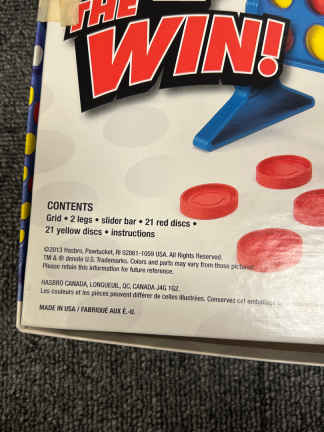 THE
WIN!
CONTENTS
Grid • 2 legs • slider bar • 21 red discs •
21 yellow discs • instructions
©2013 Hasbro, Pawtucket, RI 02861-1059 USA. All Rights Reserved.
TM & ® denote U.S. Trademarks. Colors and parts may vary from those pictured.
Please retain this information for future reference.
HASBRO CANADA, LONGUEUIL, QC, CANADA J4G 1G2.
Les couleurs et les pièces peuvent différer de celles illustrées. Conservez cet emballage
MADE IN USA / FABRIQUÉ AUX É.-U.